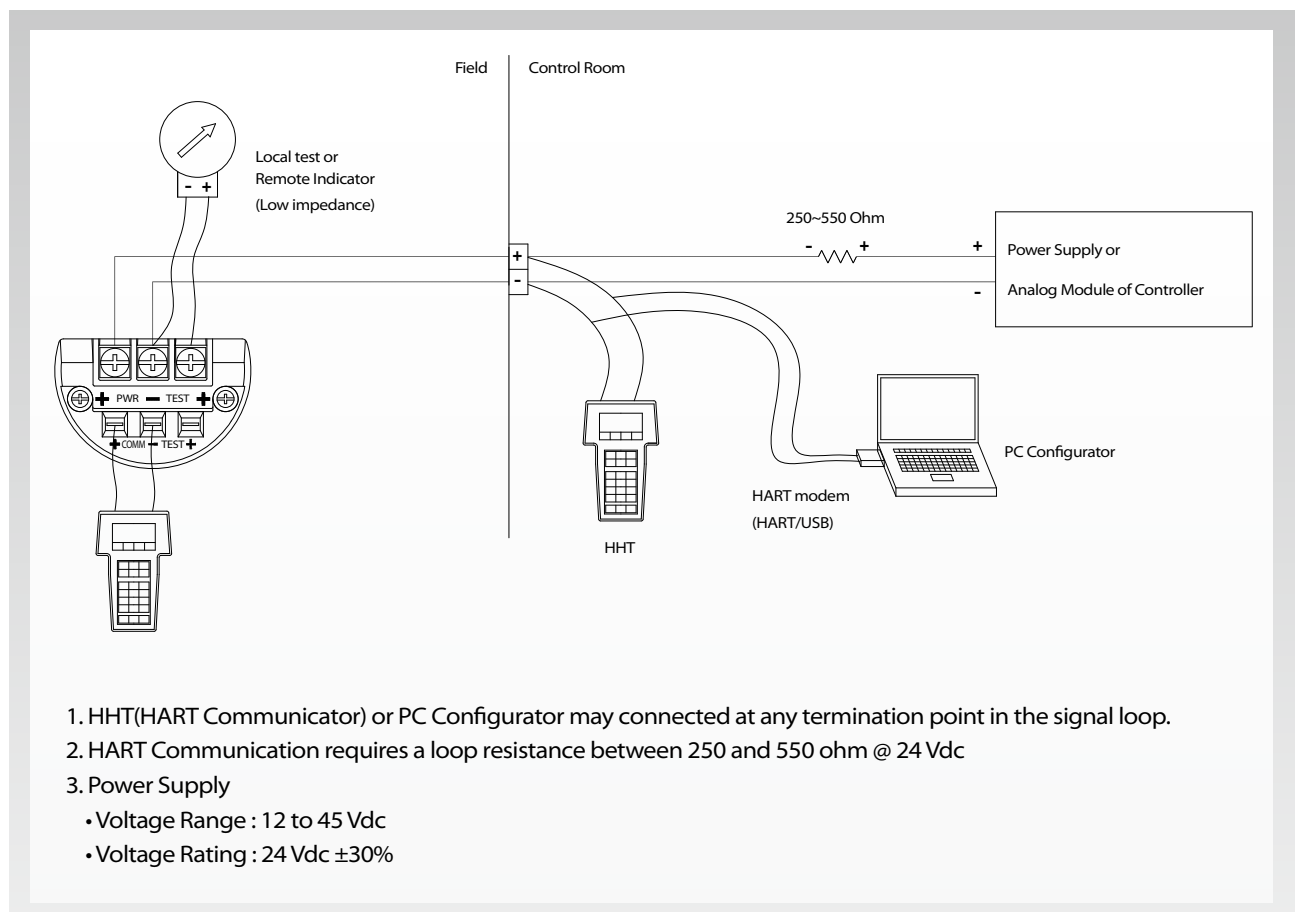 Field
Control Room
Local test or
Remote Indicator
(Low impedance)
- +
250~550 Ohm
- +
+
-
+
Power Supply or
-
Analog Module of Controller
+ PWR - TEST +
+ COMM - TEST +
PC Configurator
HART modem
(HART/USB)
HHT
1. HHT(HART Communicator) or PC Configurator may connected at any termination point in the signal loop.
2. HART Communication requires a loop resistance between 250 and 550 ohm @ 24 Vdc
3. Power Supply
• Voltage Range : 12 to 45 Vdc
• Voltage Rating : 24 Vdc ±30%